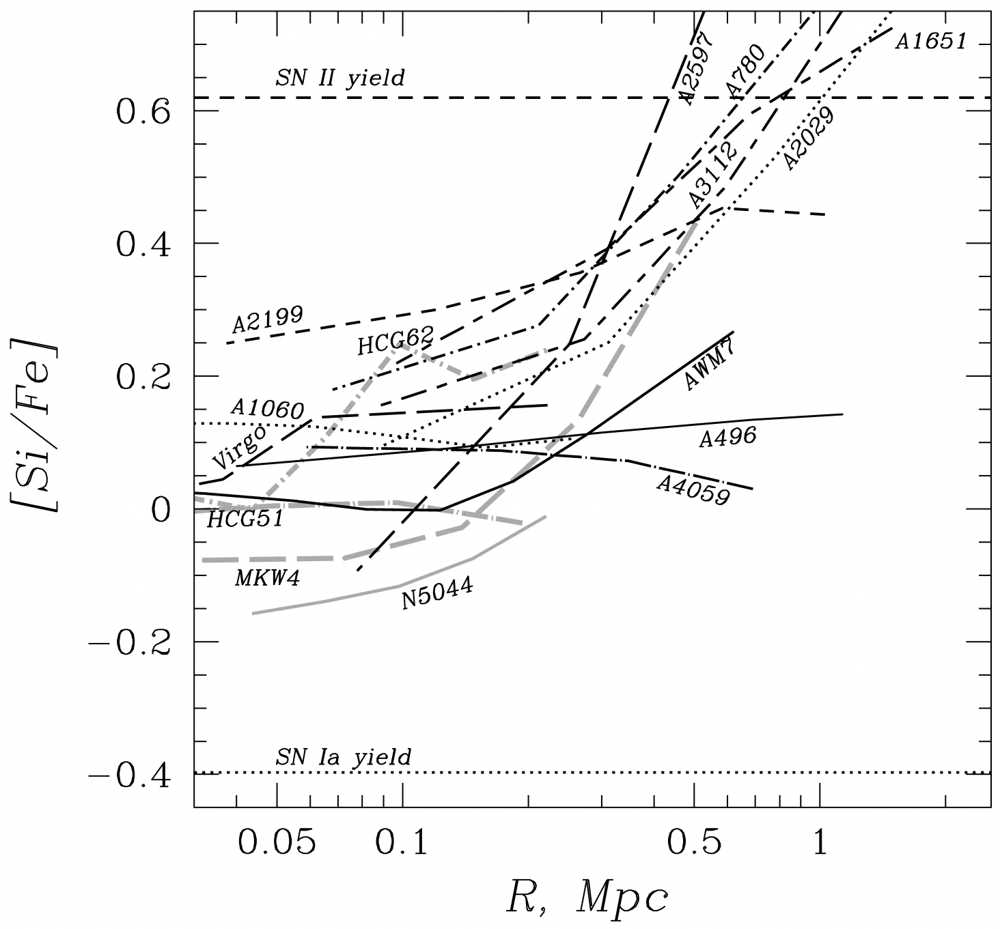 A2597
A780
A1651
SN II yield
0.6
A2029
A3112
0.4
A2199
HCG62
[Si/Fe]
0.2
AWM7
A1060
Virgo
A496
A4059
0
HCG51
MKW4
N5044
−0.2
SN Ia yield
−0.4
0.05 0.1 0.5 1
R, Mpc